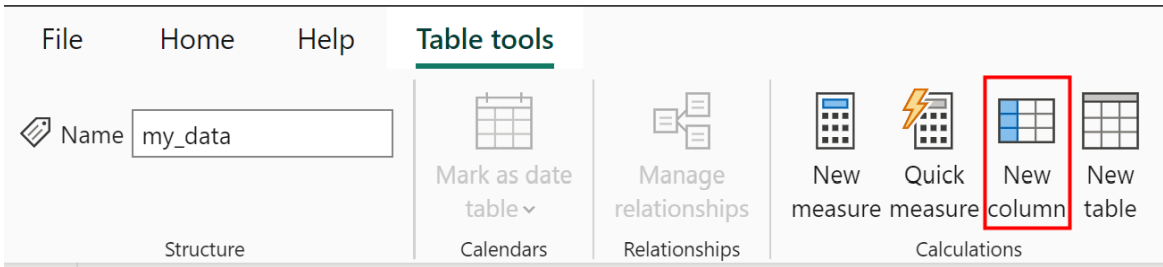 File Home Help Table tools
Name my_data
Mark as date
table
Structure
Calendars
Manage
relationships
Relationships
New
measure
Quick
measure
New
column
New
table
Calculations